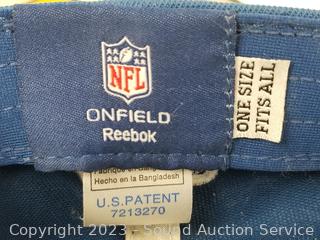 NFL
ONFIELD
Reebok
ONE SIZE
FITS ALL
Hecho en la Bangladesh
U.S. PATENT
7213270
Copyright 2023 - Sound Auction Service